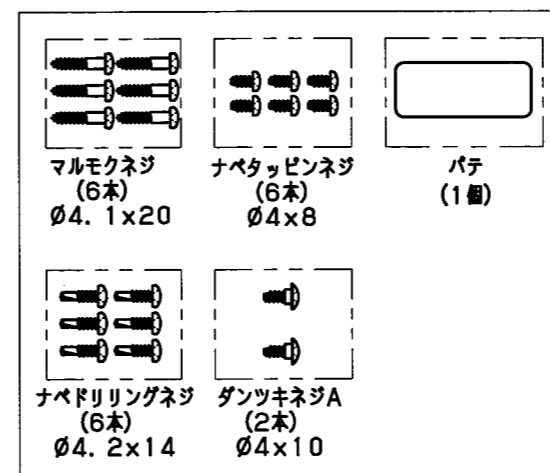 マルモクネジ
(6本)
Ø4. 1x20
ナベタッピンネジ
(6本)
Ø4x8
パテ
(1個)
ナベドリリングネジ
(6本)
Ø4. 2x14
ダンツキネジA
(2本)
Ø4x10